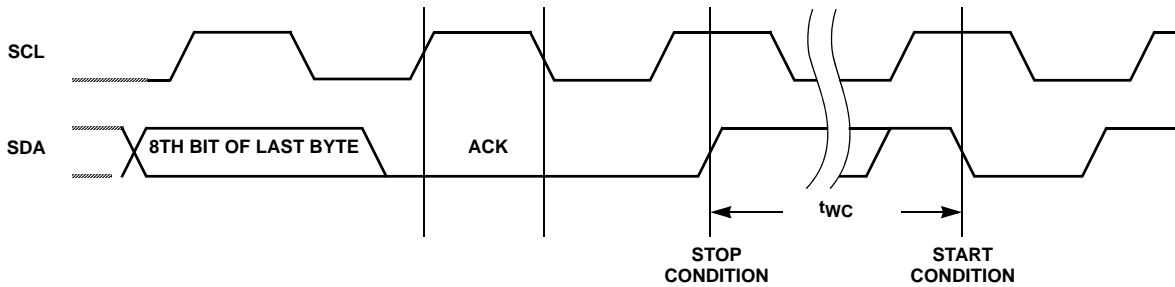 SCL
SDA
8TH BIT OF LAST BYTE
ACK
tWC
STOP
CONDITION
START
CONDITION